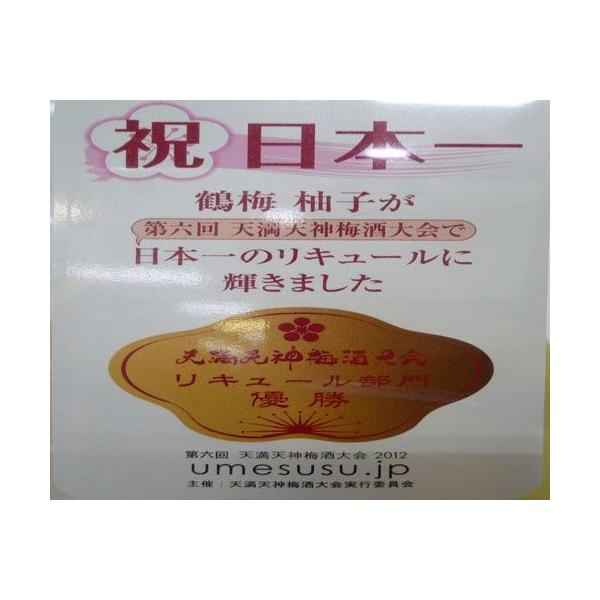 祝 日本一
鶴梅 柚子が
第六回 天満天神梅酒大会で
日本一のリキュールに
輝きました
天満天神梅酒大会
リキュール部門
優勝
第六回 天満天神梅酒大会 2012
umesusu.jp
主催：天満天神梅酒大会実行委員会